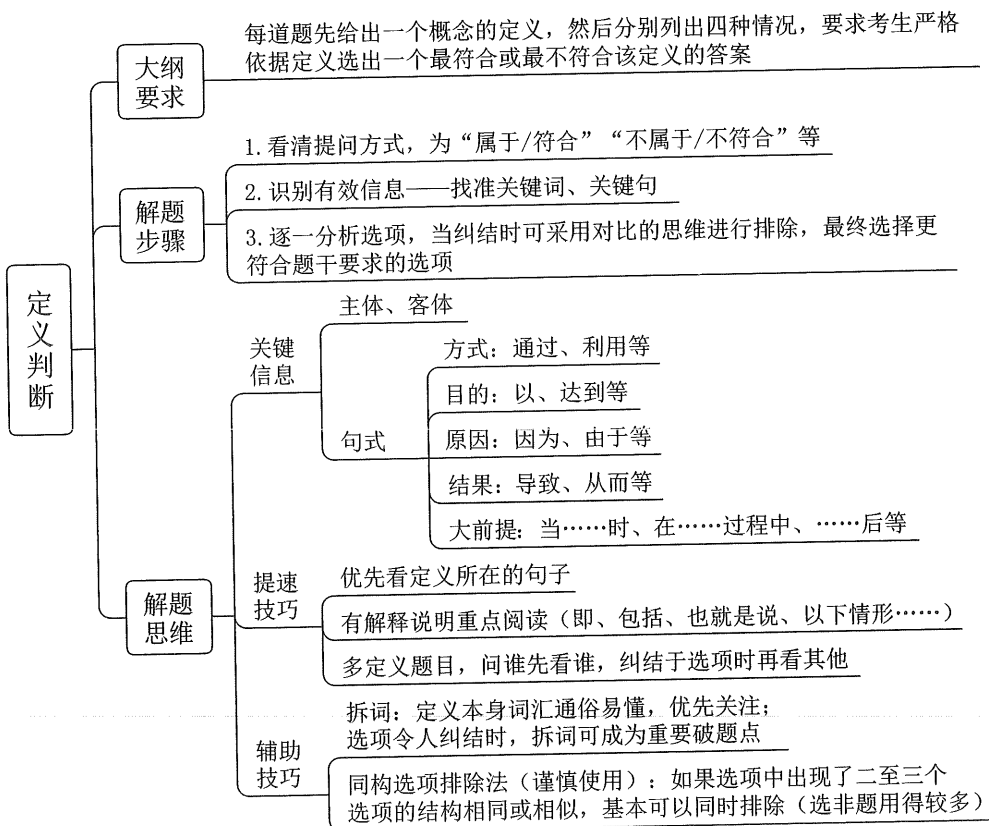 定义判断
大纲
要求
每道题先给出一个概念的定义，然后分别列出四种情况，要求考生严格
依据定义选出一个最符合或最不符合该定义的答案
解题
步骤
1.看清提问方式，为“属于/符合”“不属于/不符合”等
2.识别有效信息——找准关键词、关键句
3.逐一分析选项，当纠结时可采用对比的思维进行排除，最终选择更
符合题干要求的选项
解题
思维
关键
信息
主体、客体
句式
方式：通过、利用等
目的：以、达到等
原因：因为、由于等
结果：导致、从而等
大前提：当……时、在……过程中、……后等
提速
技巧
优先看定义所在的句子
有解释说明重点阅读（即、包括、也就是说、以下情形……）
多定义题目，问谁先看谁，纠结于选项时再看其他
辅助
技巧
拆词：定义本身词汇通俗易懂，优先关注；
选项令人纠结时，拆词可成为重要破题点
同构选项排除法（谨慎使用）：如果选项中出现了二至三个
选项的结构相同或相似，基本可以同时排除（选非题用得较多）